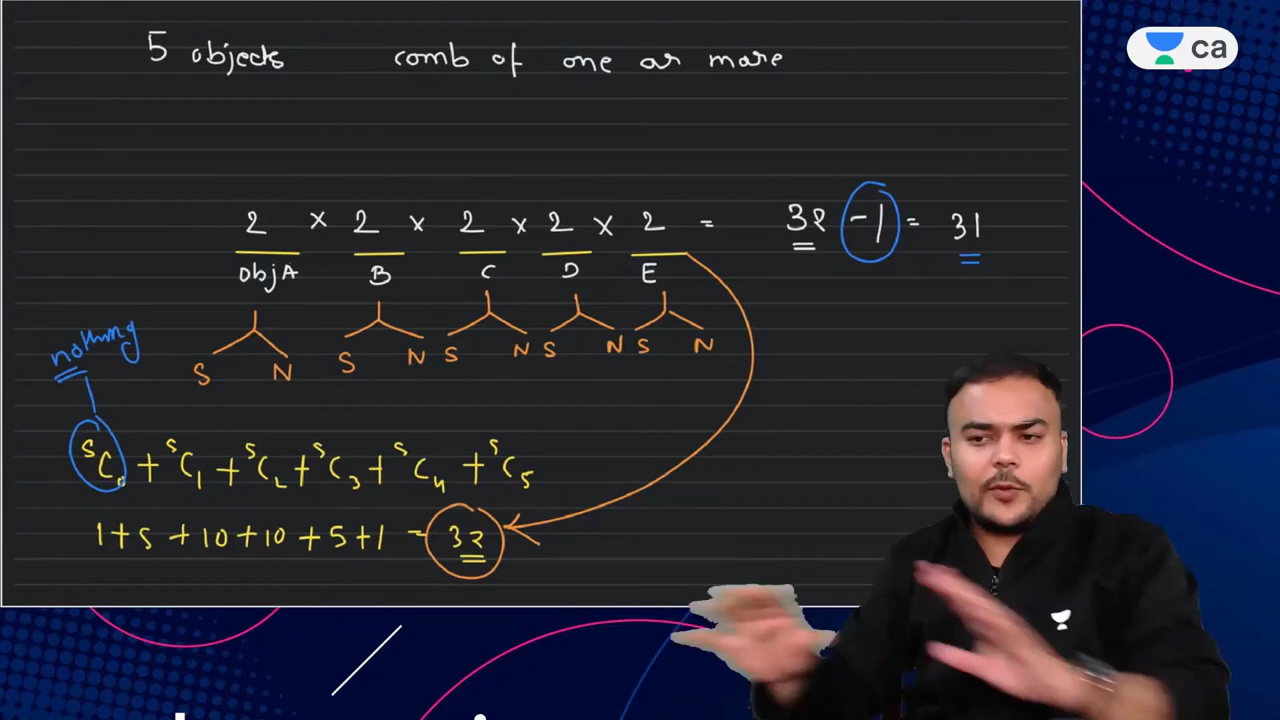 ca
5 objects comb of one or more
2 × 2 × 2 × 2 × 2 = 32 -1 = 31
ObjA B C D E
S N S N S N S N S N
nothing
⁵C₀ + ⁵C₁ + ⁵C₂ + ⁵C₃ + ⁵C₄ + ⁵C₅
1 + 5 + 10 + 10 + 5 + 1 = 32